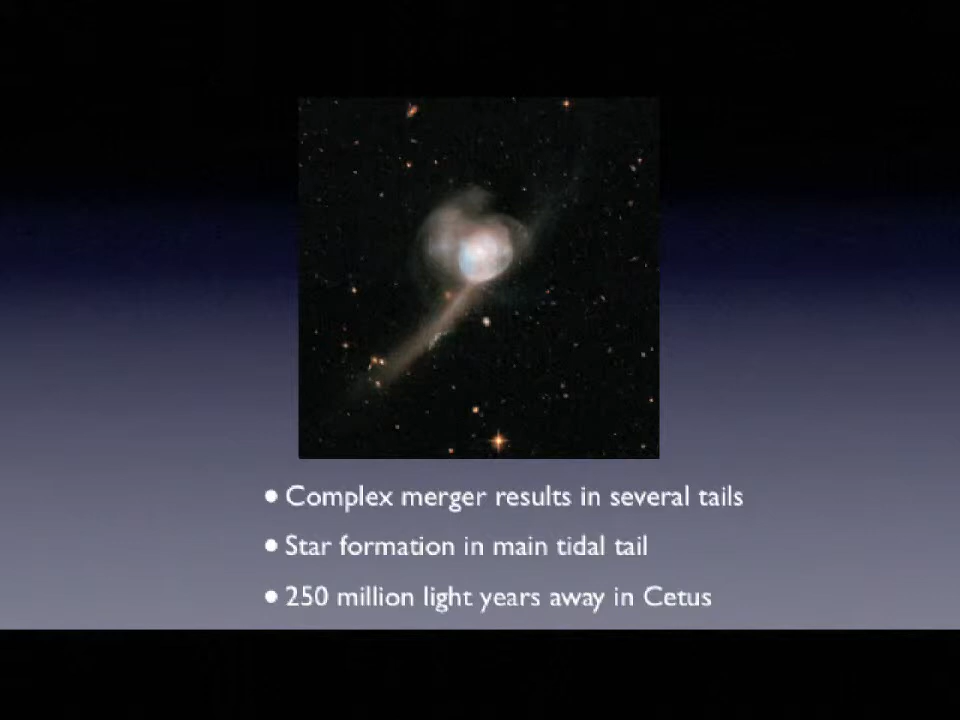 • Complex merger results in several tails
• Star formation in main tidal tail
• 250 million light years away in Cetus